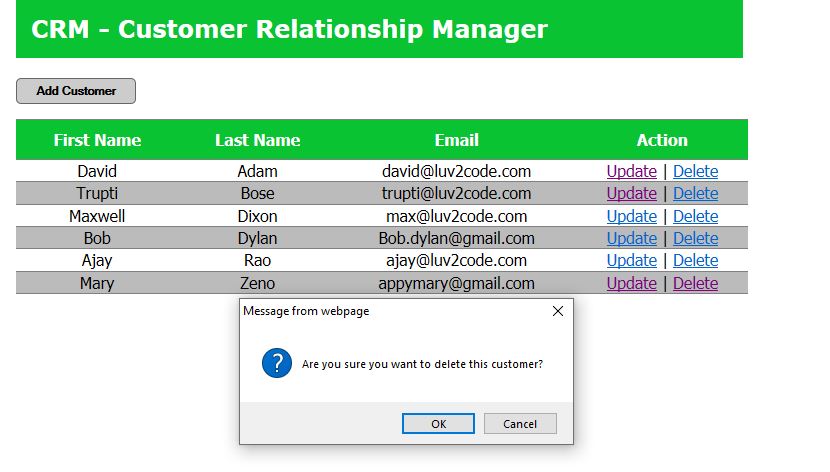 CRM - Customer Relationship Manager
Add Customer
First Name Last Name Email Action
David Adam david@luv2code.com Update | Delete
Trupti Bose trupti@luv2code.com Update | Delete
Maxwell Dixon max@luv2code.com Update | Delete
Bob Dylan Bob.dylan@gmail.com Update | Delete
Ajay Rao ajay@luv2code.com Update | Delete
Mary Zeno appymary@gmail.com Update | Delete
Message from webpage
? Are you sure you want to delete this customer?
OK Cancel